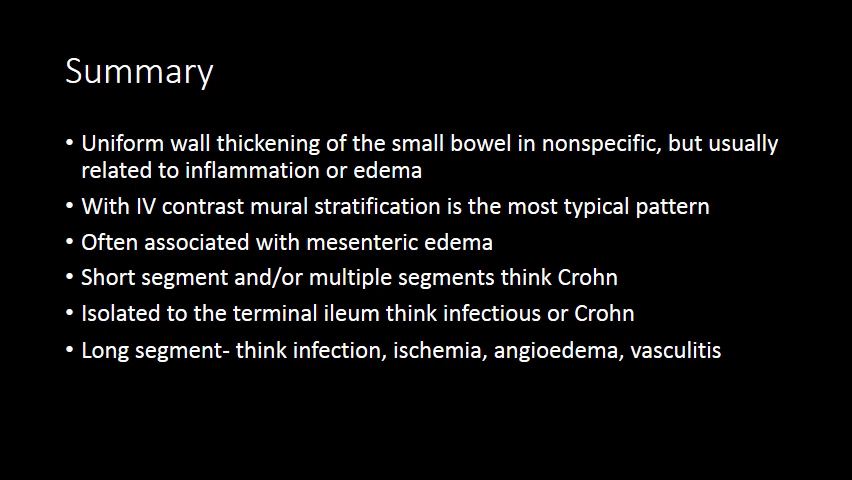 Summary
• Uniform wall thickening of the small bowel in nonspecific, but usually
related to inflammation or edema
• With IV contrast mural stratification is the most typical pattern
• Often associated with mesenteric edema
• Short segment and/or multiple segments think Crohn
• Isolated to the terminal ileum think infectious or Crohn
• Long segment- think infection, ischemia, angioedema, vasculitis